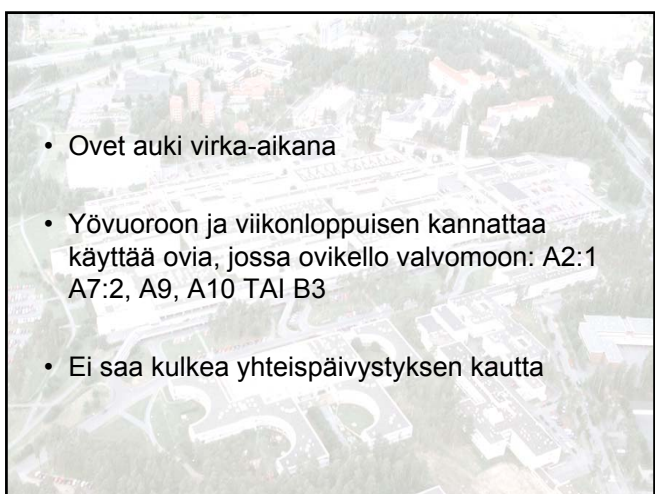 • Ovet auki virka-aikana
• Yövuoroon ja viikonloppuisen kannattaa
käyttää ovia, jossa ovikello valvomoon: A2:1
A7:2, A9, A10 TAI B3
• Ei saa kulkea yhteispäivystyksen kautta